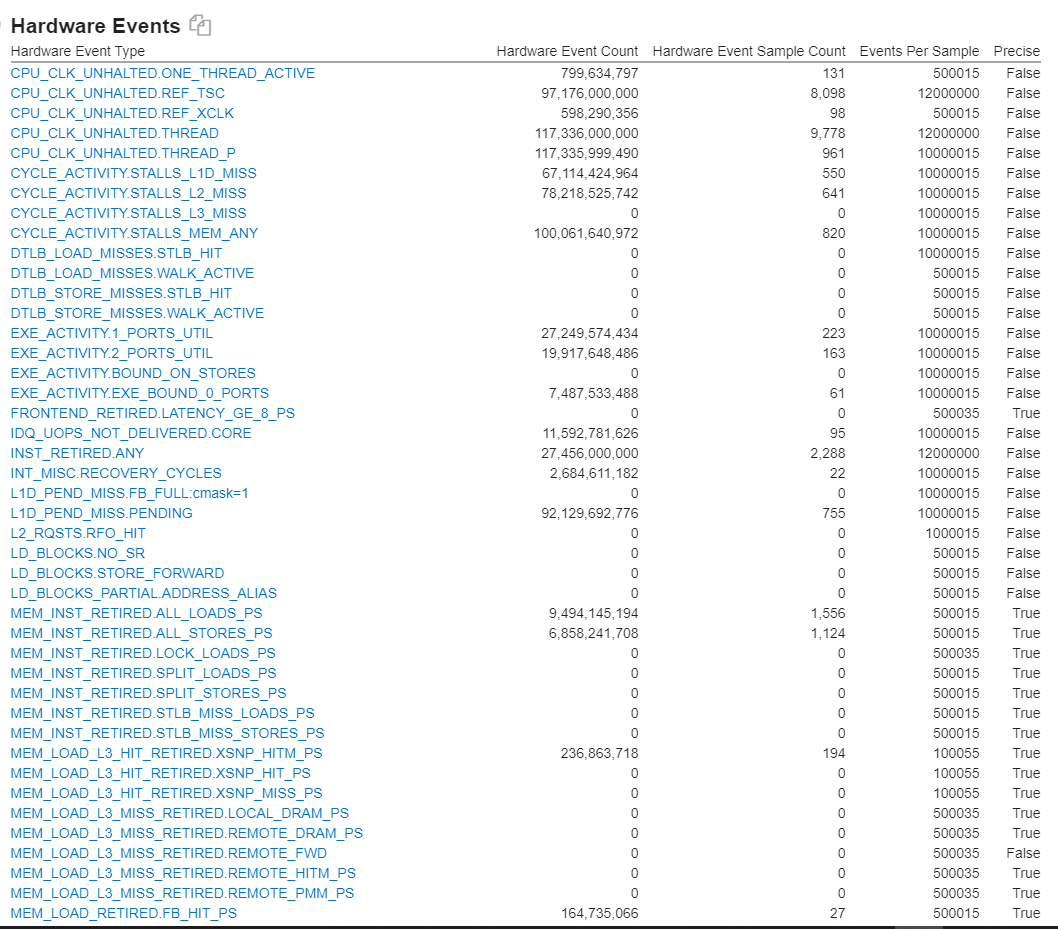 Hardware Events
Hardware Event Type Hardware Event Count Hardware Event Sample Count Events Per Sample Precise
CPU_CLK_UNHALTED.ONE_THREAD_ACTIVE 799,634,797 131 500015 False
CPU_CLK_UNHALTED.REF_TSC 97,176,000,000 8,098 12000000 False
CPU_CLK_UNHALTED.REF_XCLK 598,290,356 98 500015 False
CPU_CLK_UNHALTED.THREAD 117,336,000,000 9,778 12000000 False
CPU_CLK_UNHALTED.THREAD_P 117,335,999,490 961 10000015 False
CYCLE_ACTIVITY.STALLS_L1D_MISS 67,114,424,964 550 10000015 False
CYCLE_ACTIVITY.STALLS_L2_MISS 78,218,525,742 641 10000015 False
CYCLE_ACTIVITY.STALLS_L3_MISS 0 0 10000015 False
CYCLE_ACTIVITY.STALLS_MEM_ANY 100,061,640,972 820 10000015 False
DTLB_LOAD_MISSES.STLB_HIT 0 0 10000015 False
DTLB_LOAD_MISSES.WALK_ACTIVE 0 0 500015 False
DTLB_STORE_MISSES.STLB_HIT 0 0 500015 False
DTLB_STORE_MISSES.WALK_ACTIVE 0 0 500015 False
EXE_ACTIVITY.1_PORTS_UTIL 27,249,574,434 223 10000015 False
EXE_ACTIVITY.2_PORTS_UTIL 19,917,648,486 163 10000015 False
EXE_ACTIVITY.BOUND_ON_STORES 0 0 10000015 False
EXE_ACTIVITY.EXE_BOUND_0_PORTS 7,487,533,488 61 10000015 False
FRONTEND_RETIRED.LATENCY_GE_8_PS 0 0 500035 True
IDQ_UOPS_NOT_DELIVERED.CORE 11,592,781,626 95 10000015 False
INST_RETIRED.ANY 27,456,000,000 2,288 12000000 False
INT_MISC.RECOVERY_CYCLES 2,684,611,182 22 10000015 False
L1D_PEND_MISS.FB_FULL:cmask=1 0 0 10000015 False
L1D_PEND_MISS.PENDING 92,129,692,776 755 10000015 False
L2_RQSTS.RFO_HIT 0 0 1000015 False
LD_BLOCKS.NO_SR 0 0 500015 False
LD_BLOCKS.STORE_FORWARD 0 0 500015 False
LD_BLOCKS_PARTIAL.ADDRESS_ALIAS 0 0 500015 False
MEM_INST_RETIRED.ALL_LOADS_PS 9,494,145,194 1,556 500015 True
MEM_INST_RETIRED.ALL_STORES_PS 6,858,241,708 1,124 500015 True
MEM_INST_RETIRED.LOCK_LOADS_PS 0 0 500035 True
MEM_INST_RETIRED.SPLIT_LOADS_PS 0 0 500015 True
MEM_INST_RETIRED.SPLIT_STORES_PS 0 0 500015 True
MEM_INST_RETIRED.STLB_MISS_LOADS_PS 0 0 500015 True
MEM_INST_RETIRED.STLB_MISS_STORES_PS 0 0 500015 True
MEM_LOAD_L3_HIT_RETIRED.XSNP_HITM_PS 236,863,718 194 100055 True
MEM_LOAD_L3_HIT_RETIRED.XSNP_HIT_PS 0 0 100055 True
MEM_LOAD_L3_HIT_RETIRED.XSNP_MISS_PS 0 0 100055 True
MEM_LOAD_L3_MISS_RETIRED.LOCAL_DRAM_PS 0 0 500035 True
MEM_LOAD_L3_MISS_RETIRED.REMOTE_DRAM_PS 0 0 500035 True
MEM_LOAD_L3_MISS_RETIRED.REMOTE_FWD 0 0 500035 False
MEM_LOAD_L3_MISS_RETIRED.REMOTE_HITM_PS 0 0 500035 True
MEM_LOAD_L3_MISS_RETIRED.REMOTE_PMM_PS 0 0 500035 True
MEM_LOAD_RETIRED.FB_HIT_PS 164,735,066 27 500015 True